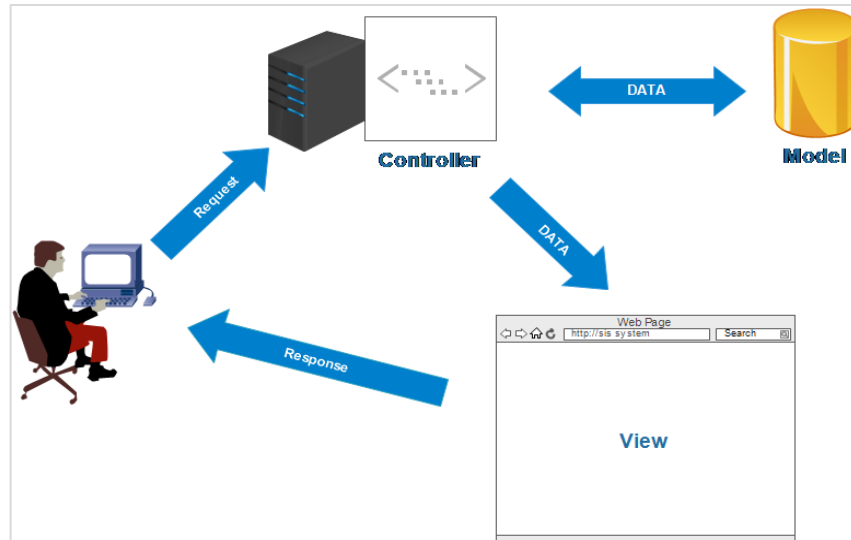 DATA
Controller
Model
Request
DATA
Web Page
http://sis system
Search
Response
View